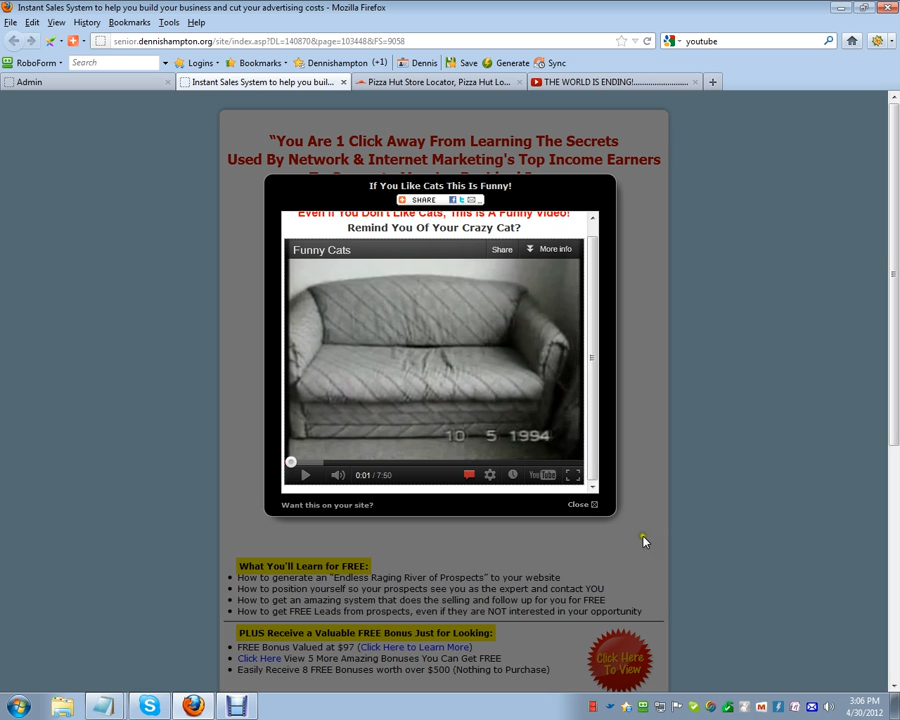 Instant Sales System to help you build your business and cut your advertising costs - Mozilla Firefox
File Edit View History Bookmarks Tools Help
senior.dennishampton.org/site/index.asp?DL=140870&page=103448&FS=9058
youtube
RoboForm Search Logins Bookmarks Dennishampton (+1) Dennis Save Generate Sync
Admin
Instant Sales System to help you buil...
Pizza Hut Store Locator, Pizza Hut Lo...
THE WORLD IS ENDING!...
“You Are 1 Click Away From Learning The Secrets
Used By Network & Internet Marketing's Top Income Earners
If You Like Cats This Is Funny!
SHARE
Even If You Don't Like Cats, This Is A Funny Video!
Remind You Of Your Crazy Cat?
Funny Cats Share More info
10 5 1994
0:01 / 7:50 YouTube
Want this on your site? Close
What You'll Learn for FREE:
How to generate an "Endless Raging River of Prospects" to your website
How to position yourself so your prospects see you as the expert and contact YOU
How to get an amazing system that does the selling and follow up for you for FREE
How to get FREE Leads from prospects, even if they are NOT interested in your opportunity
PLUS Receive a Valuable FREE Bonus Just for Looking:
FREE Bonus Valued at $97 (Click Here to Learn More)
Click Here View 5 More Amazing Bonuses You Can Get FREE
Easily Receive 8 FREE Bonuses worth over $500 (Nothing to Purchase)
Click Here
To View
3:06 PM
4/30/2012